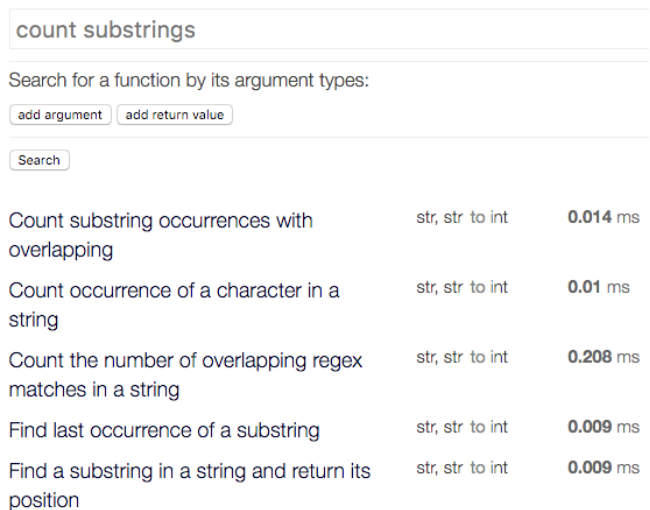 count substrings
Search for a function by its argument types:
add argument add return value
Search
Count substring occurrences with str, str to int 0.014 ms
overlapping
Count occurrence of a character in a str, str to int 0.01 ms
string
Count the number of overlapping regex str, str to int 0.208 ms
matches in a string
Find last occurrence of a substring str, str to int 0.009 ms
Find a substring in a string and return its str, str to int 0.009 ms
position